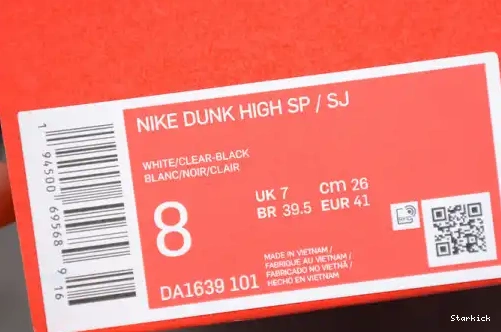 NIKE DUNK HIGH SP / SJ
WHITE/CLEAR-BLACK
BLANC/NOIR/CLAIR
8
UK 7 cm 26
BR 39.5 EUR 41
DA1639 101
MADE IN VIETNAM /
FABRIQUE AU VIETNAM /
FABRICADO NO VIETNÃ /
HECHO EN VIETNAM
1 94500 69568 9 16
Starkick